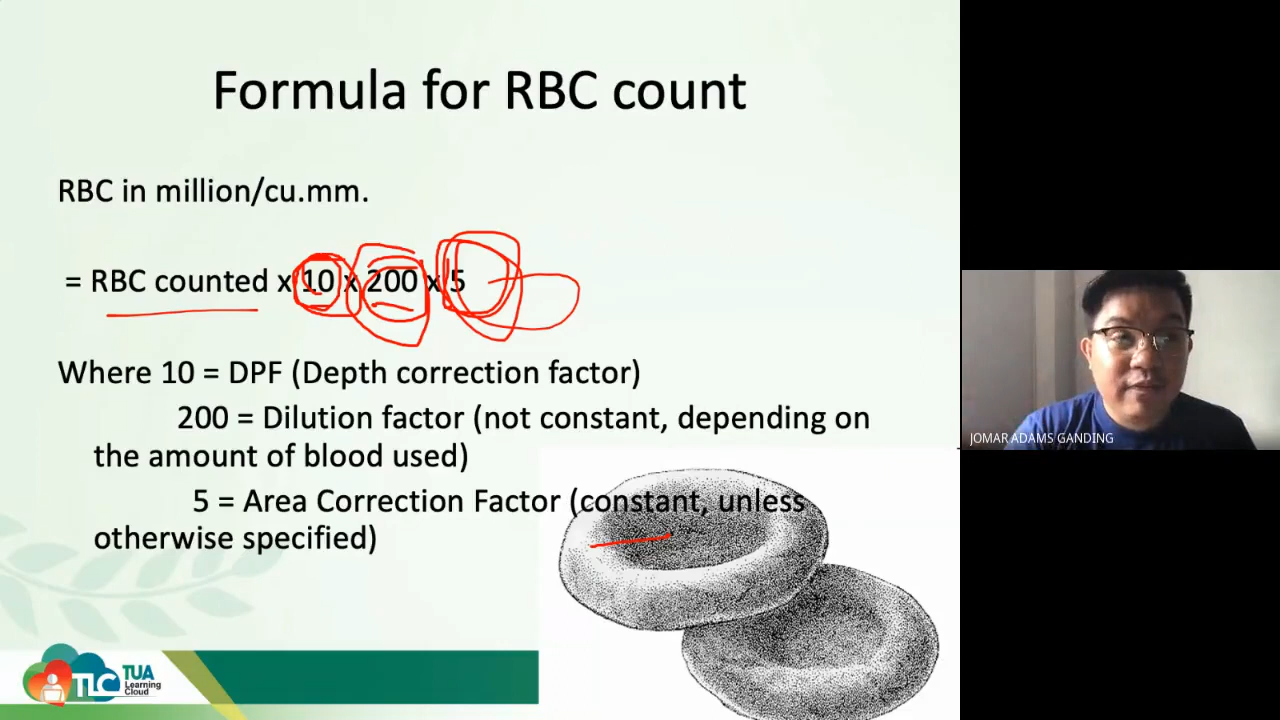 Formula for RBC count
RBC in million/cu.mm.
= RBC counted x 10 x 200 x 5
Where 10 = DPF (Depth correction factor)
200 = Dilution factor (not constant, depending on
the amount of blood used)
5 = Area Correction Factor (constant, unless
otherwise specified)
JOMAR ADAMS GANDING
TLC TUA
Learning
Cloud